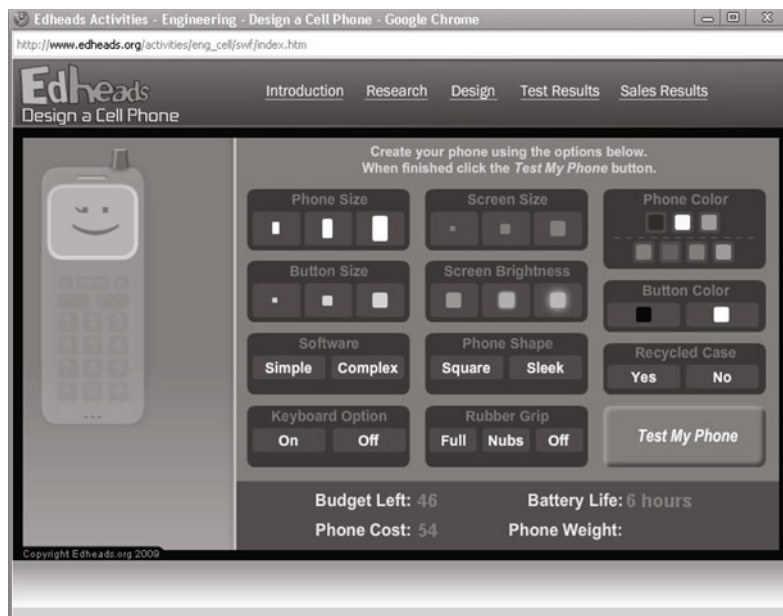 Edheads Activities - Engineering - Design a Cell Phone - Google Chrome
http://www.edheads.org/activities/eng_cell/swf/index.htm
Edheads
Design a Cell Phone
Introduction Research Design Test Results Sales Results
Create your phone using the options below.
When finished click the Test My Phone button.
Phone Size
Screen Size
Phone Color
Button Size
Screen Brightness
Button Color
Software
Simple Complex
Phone Shape
Square Sleek
Recycled Case
Yes No
Keyboard Option
On Off
Rubber Grip
Full Nubs Off
Test My Phone
Budget Left: 46 Battery Life: 6 hours
Phone Cost: 54 Phone Weight:
Copyright Edheads.org 2009